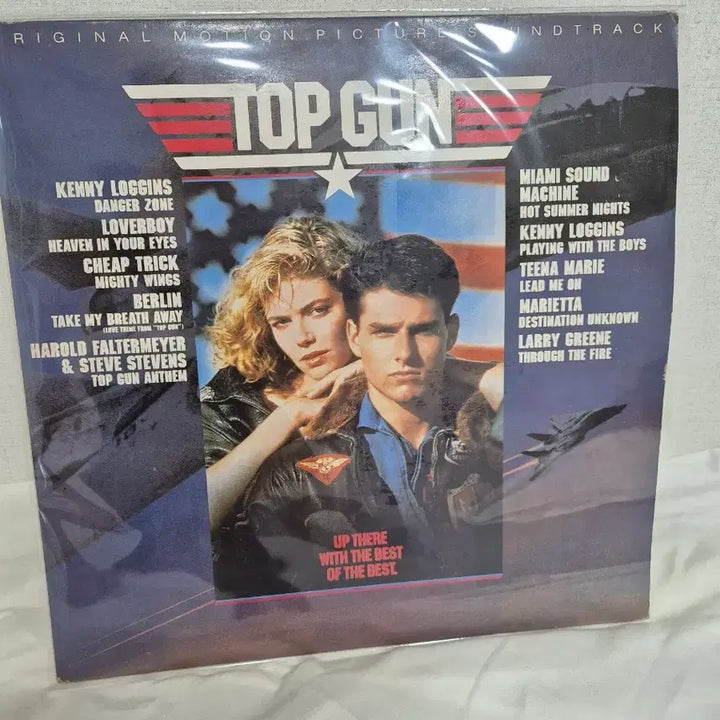 RIGINAL MOTION PICTURE SOUNDTRACK
TOP GUN
KENNY LOGGINS
DANGER ZONE
LOVERBOY
HEAVEN IN YOUR EYES
CHEAP TRICK
MIGHTY WINGS
BERLIN
TAKE MY BREATH AWAY
(LOVE THEME FROM "TOP GUN")
HAROLD FALTERMEYER
& STEVE STEVENS
TOP GUN ANTHEM
MIAMI SOUND
MACHINE
HOT SUMMER NIGHTS
KENNY LOGGINS
PLAYING WITH THE BOYS
TEENA MARIE
LEAD ME ON
MARIETTA
DESTINATION UNKNOWN
LARRY GREENE
THROUGH THE FIRE
UP THERE
WITH THE BEST
OF THE BEST.